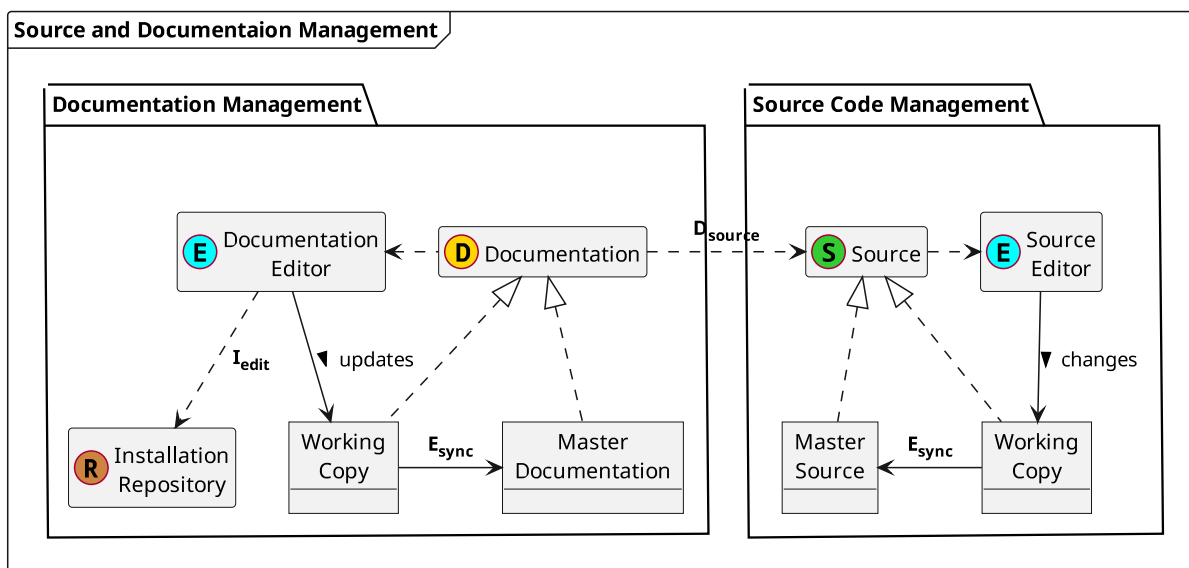 Source and Documentaion Management
Documentation Management
Source Code Management
E
Documentation
Editor
D
Documentation
Dsource
S
Source
E
Source
Editor
Iedit
updates
changes
R
Installation
Repository
Working
Copy
Esync
Master
Documentation
Master
Source
Esync
Working
Copy